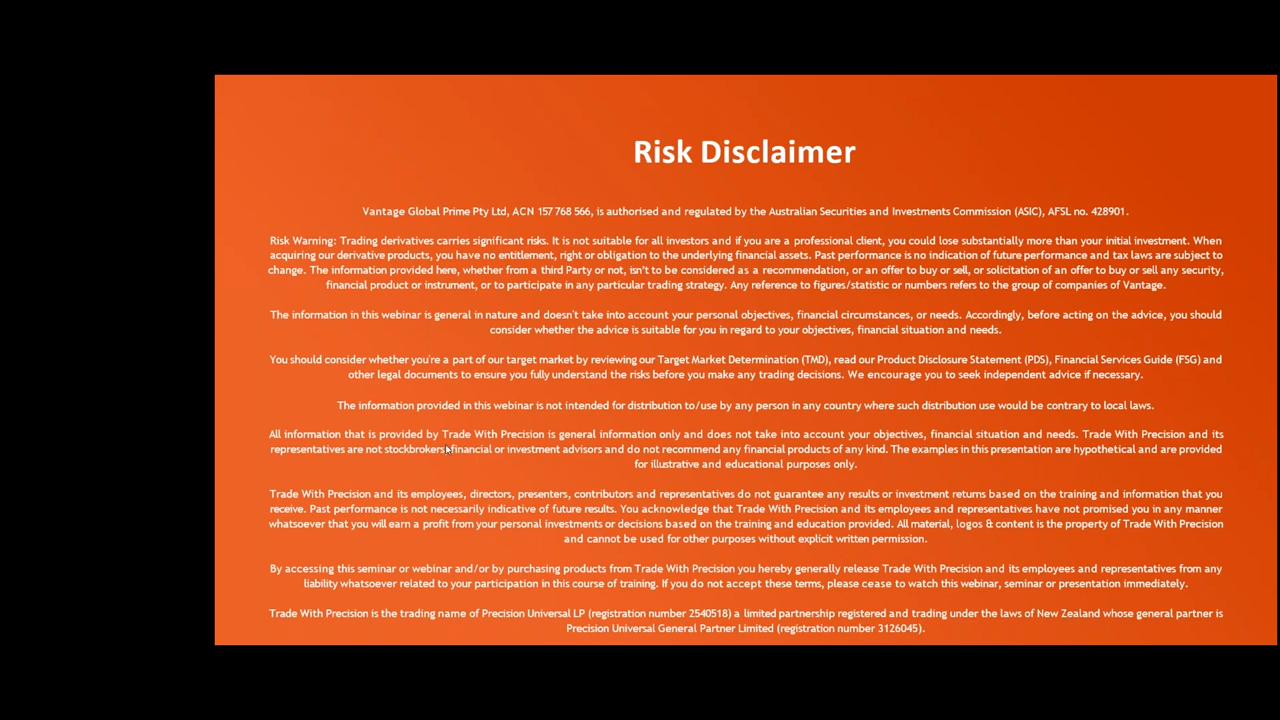 Risk Disclaimer
Vantage Global Prime Pty Ltd, ACN 157 768 566, is authorised and regulated by the Australian Securities and Investments Commission (ASIC), AFSL no. 428901.
Risk Warning: Trading derivatives carries significant risks. It is not suitable for all investors and if you are a professional client, you could lose substantially more than your initial investment. When
acquiring our derivative products, you have no entitlement, right or obligation to the underlying financial assets. Past performance is no indication of future performance and tax laws are subject to
change. The information provided here, whether from a third Party or not, isn't to be considered as a recommendation, or an offer to buy or sell, or solicitation of an offer to buy or sell any security,
financial product or instrument, or to participate in any particular trading strategy. Any reference to figures/statistic or numbers refers to the group of companies of Vantage.
The information in this webinar is general in nature and doesn't take into account your personal objectives, financial circumstances, or needs. Accordingly, before acting on the advice, you should
consider whether the advice is suitable for you in regard to your objectives, financial situation and needs.
You should consider whether you're a part of our target market by reviewing our Target Market Determination (TMD), read our Product Disclosure Statement (PDS), Financial Services Guide (FSG) and
other legal documents to ensure you fully understand the risks before you make any trading decisions. We encourage you to seek independent advice if necessary.
The information provided in this webinar is not intended for distribution to/use by any person in any country where such distribution use would be contrary to local laws.
All information that is provided by Trade With Precision is general information only and does not take into account your objectives, financial situation and needs. Trade With Precision and its
representatives are not stockbrokers, financial or investment advisors and do not recommend any financial products of any kind. The examples in this presentation are hypothetical and are provided
for illustrative and educational purposes only.
Trade With Precision and its employees, directors, presenters, contributors and representatives do not guarantee any results or investment returns based on the training and information that you
receive. Past performance is not necessarily indicative of future results. You acknowledge that Trade With Precision and its employees and representatives have not promised you in any manner
whatsoever that you will earn a profit from your personal investments or decisions based on the training and education provided. All material, logos & content is the property of Trade With Precision
and cannot be used for other purposes without explicit written permission.
By accessing this seminar or webinar and/or by purchasing products from Trade With Precision you hereby generally release Trade With Precision and its employees and representatives from any
liability whatsoever related to your participation in this course of training. If you do not accept these terms, please cease to watch this webinar, seminar or presentation immediately.
Trade With Precision is the trading name of Precision Universal LP (registration number 2540518) a limited partnership registered and trading under the laws of New Zealand whose general partner is
Precision Universal General Partner Limited (registration number 3126045).